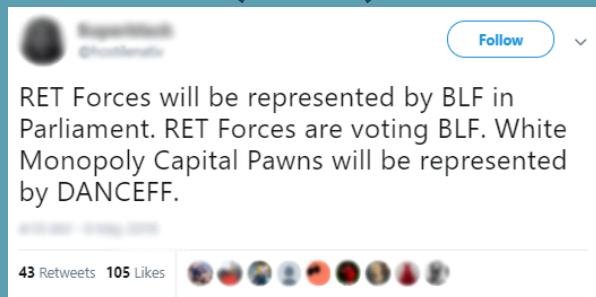 Follow
RET Forces will be represented by BLF in
Parliament. RET Forces are voting BLF. White
Monopoly Capital Pawns will be represented
by DANCEFF.
43 Retweets 105 Likes